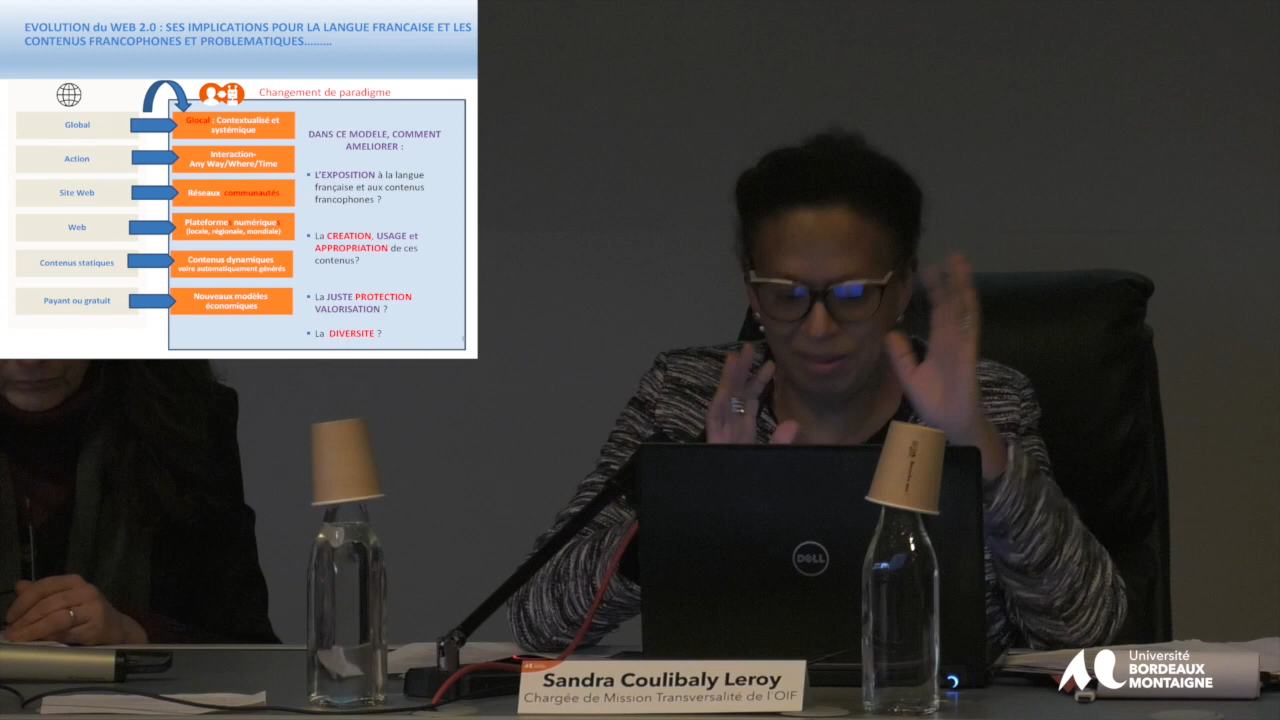 EVOLUTION du WEB 2.0 : SES IMPLICATIONS POUR LA LANGUE FRANCAISE ET LES
CONTENUS FRANCOPHONES ET PROBLEMATIQUES………
Changement de paradigme
Global
Glocal : Contextualisé et
systémique
Action
Interaction-
Any Way/Where/Time
Site Web
Réseaux communautés
Web
Plateformes numériques
(locale, régionale, mondiale)
Contenus statiques
Contenus dynamiques
voire automatiquement générés
Payant ou gratuit
Nouveaux modèles
économiques
DANS CE MODELE, COMMENT
AMELIORER :
▪ L'EXPOSITION à la langue
française et aux contenus
francophones ?
▪ La CREATION, USAGE et
APPROPRIATION de ces
contenus?
▪ La JUSTE PROTECTION
VALORISATION ?
▪ La DIVERSITE ?
DELL
Sandra Coulibaly Leroy
Chargée de Mission Transversalité de l'OIF
Université
BORDEAUX
MONTAIGNE